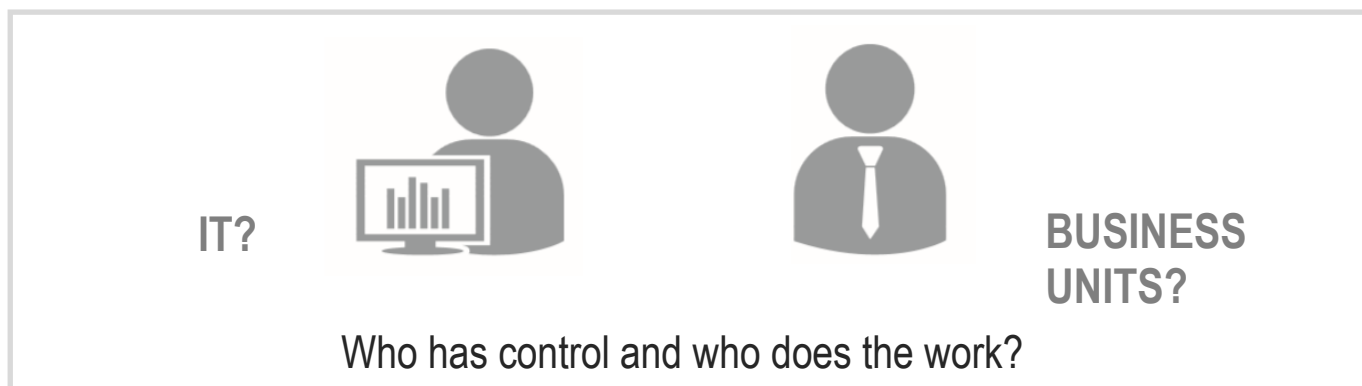 IT?
BUSINESS
UNITS?
Who has control and who does the work?